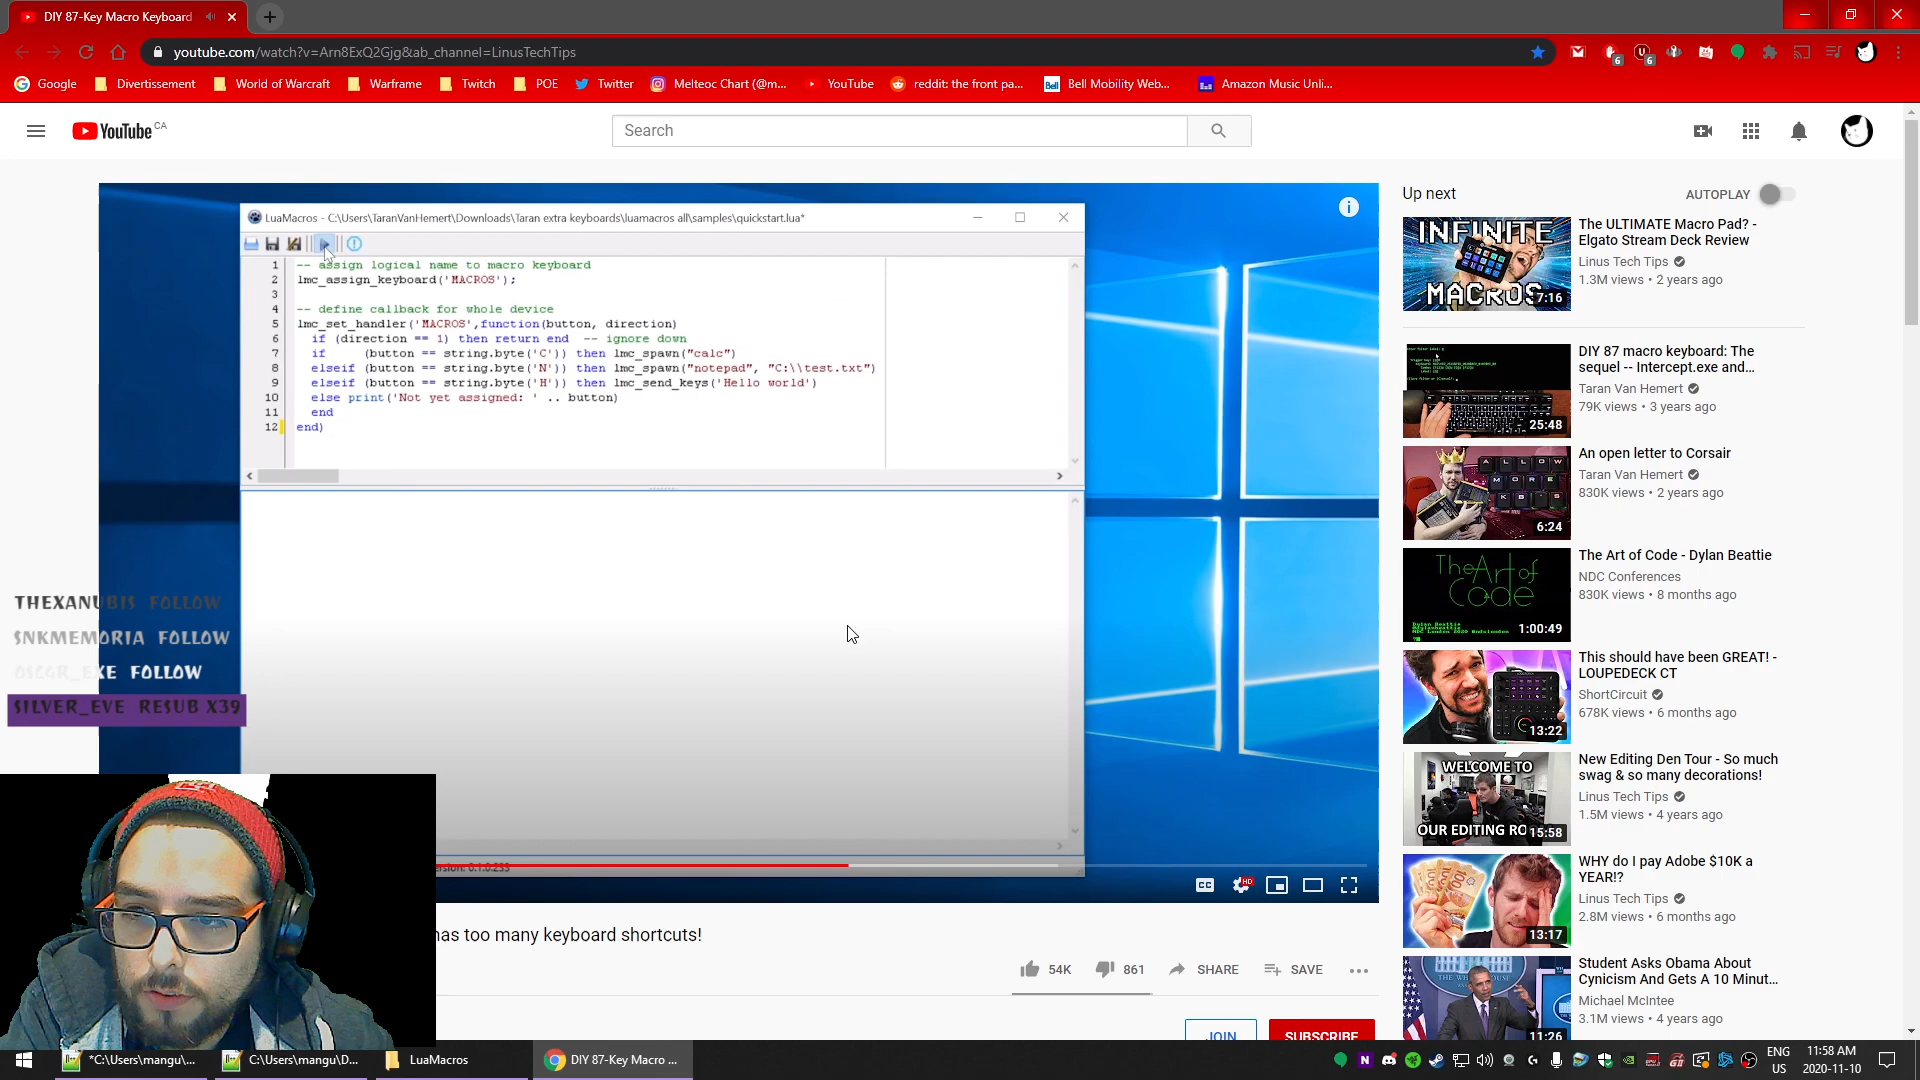 DIY 87-Key Macro Keyboard
youtube.com/watch?v=Arn8ExQ2Gjg&ab_channel=LinusTechTips
6
6
Google
Divertissement
World of Warcraft
Warframe
Twitch
POE
Twitter
Melteoc Chart (@m...
YouTube
reddit: the front pa...
Bell
Bell Mobility Web...
Amazon Music Unli...
YouTube CA
Search
LuaMacros - C:\Users\TaranVanHemert\Downloads\Taran extra keyboards\luamacros all\samples\quickstart.lua*
1 -- assign logical name to macro keyboard
2 lmc_assign_keyboard('MACROS');
3
4 -- define callback for whole device
5 lmc_set_handler('MACROS',function(button, direction)
6 if (direction == 1) then return end -- ignore down
7 if (button == string.byte('C')) then lmc_spawn("calc")
8 elseif (button == string.byte('N')) then lmc_spawn("notepad", "C:\\test.txt")
9 elseif (button == string.byte('H')) then lmc_send_keys('Hello world')
10 else print('Not yet assigned: ' .. button)
11 end
12 end)
THEXANUBIS FOLLOW
SNKMEMORIA FOLLOW
OSCAR_EXE FOLLOW
SILVER_EVE RESUB X39
ersion: 0.1.0.233
CC
HD
has too many keyboard shortcuts!
54K
861
SHARE
SAVE
JOIN
SUBSCRIBE
Up next
AUTOPLAY
INFINITE
MACROS
7:16
The ULTIMATE Macro Pad? -
Elgato Stream Deck Review
Linus Tech Tips
1.3M views • 2 years ago
25:48
DIY 87 macro keyboard: The
sequel -- Intercept.exe and...
Taran Van Hemert
79K views • 3 years ago
ALLOW
MORE
KBS
6:24
An open letter to Corsair
Taran Van Hemert
830K views • 2 years ago
The Art of
Code
1:00:49
The Art of Code - Dylan Beattie
NDC Conferences
830K views • 8 months ago
13:22
This should have been GREAT! -
LOUPEDECK CT
ShortCircuit
678K views • 6 months ago
WELCOME TO
OUR EDITING RO
15:58
New Editing Den Tour - So much
swag & so many decorations!
Linus Tech Tips
1.5M views • 4 years ago
13:17
WHY do I pay Adobe $10K a
YEAR!?
Linus Tech Tips
2.8M views • 6 months ago
11:26
Student Asks Obama About
Cynicism And Gets A 10 Minut...
Michael McIntee
3.1M views • 4 years ago
*C:\Users\mangu\...
C:\Users\mangu\D...
LuaMacros
DIY 87-Key Macro ...
ENG
US
11:58 AM
2020-11-10